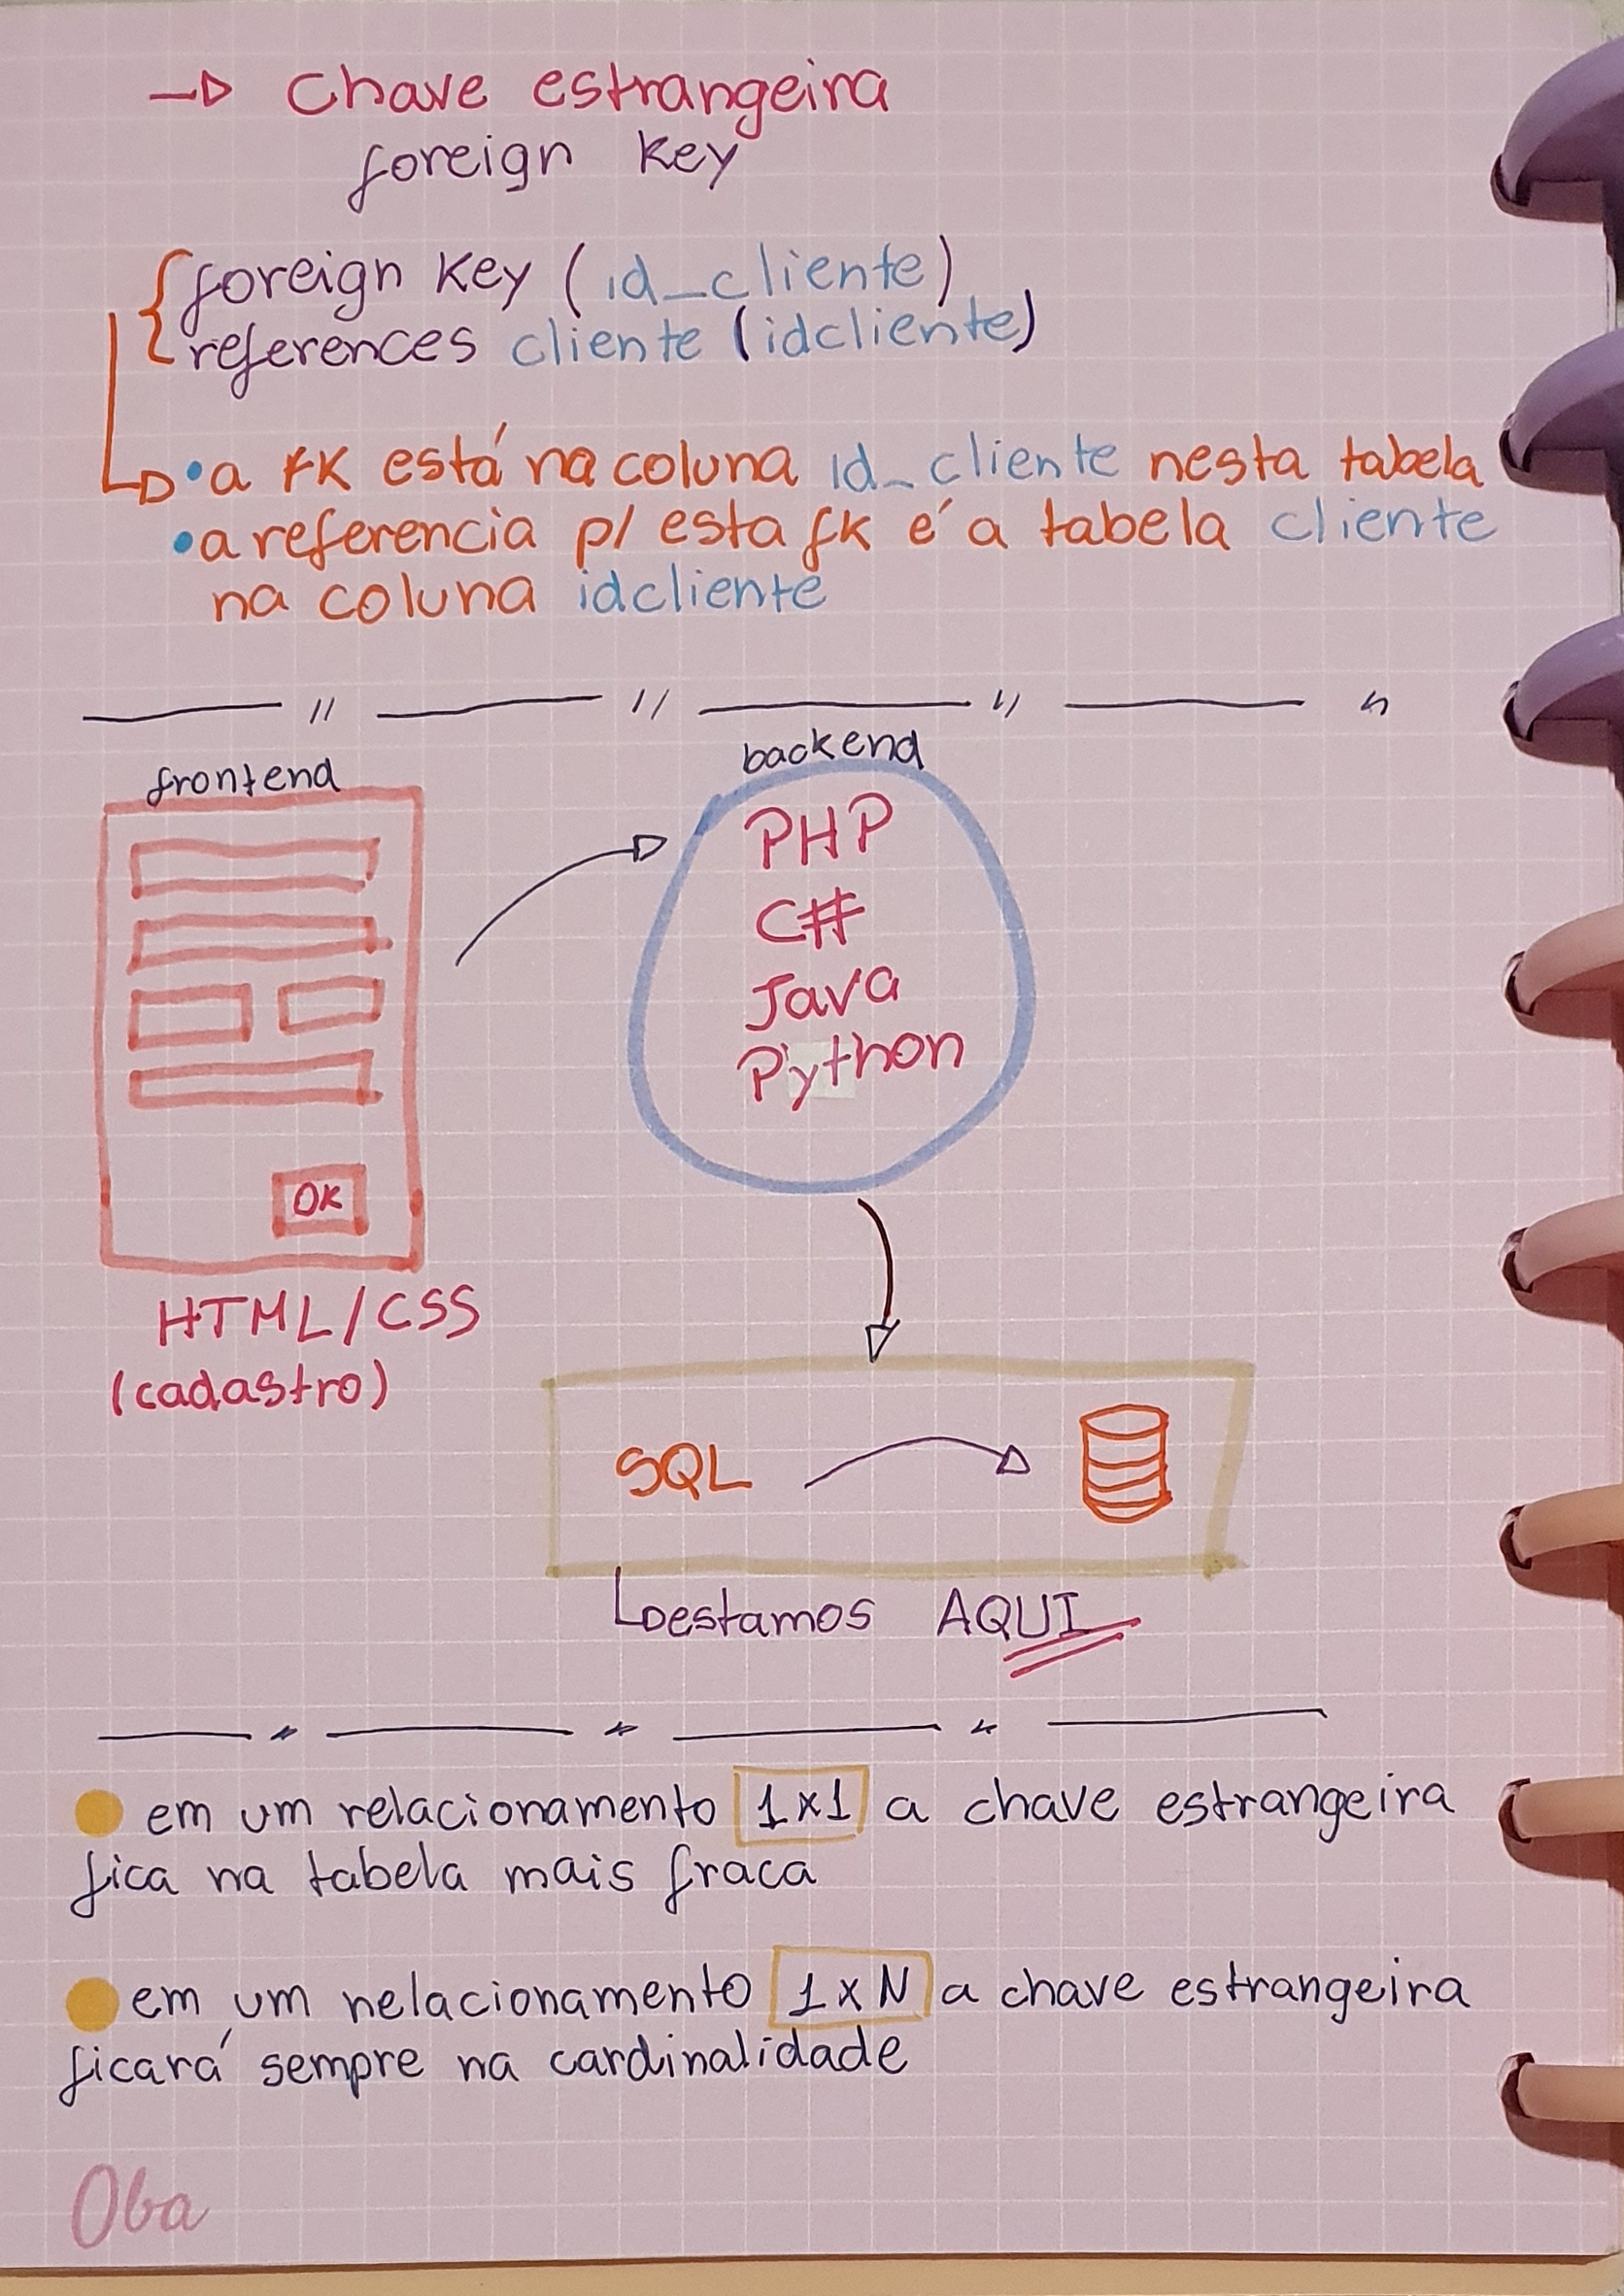 Chave estrangeira
foreign key
foreign key (id_cliente)
references cliente (idcliente)
• a FK está na coluna id_cliente nesta tabela
• a referencia p/ esta fk é a tabela cliente
na coluna idcliente
frontend
OK
HTML/CSS
(cadastro)
backend
PHP
C#
Java
Python
SQL
estamos AQUI
em um relacionamento 1x1 a chave estrangeira
fica na tabela mais fraca
em um relacionamento 1xN a chave estrangeira
ficará sempre na cardinalidade
Oba